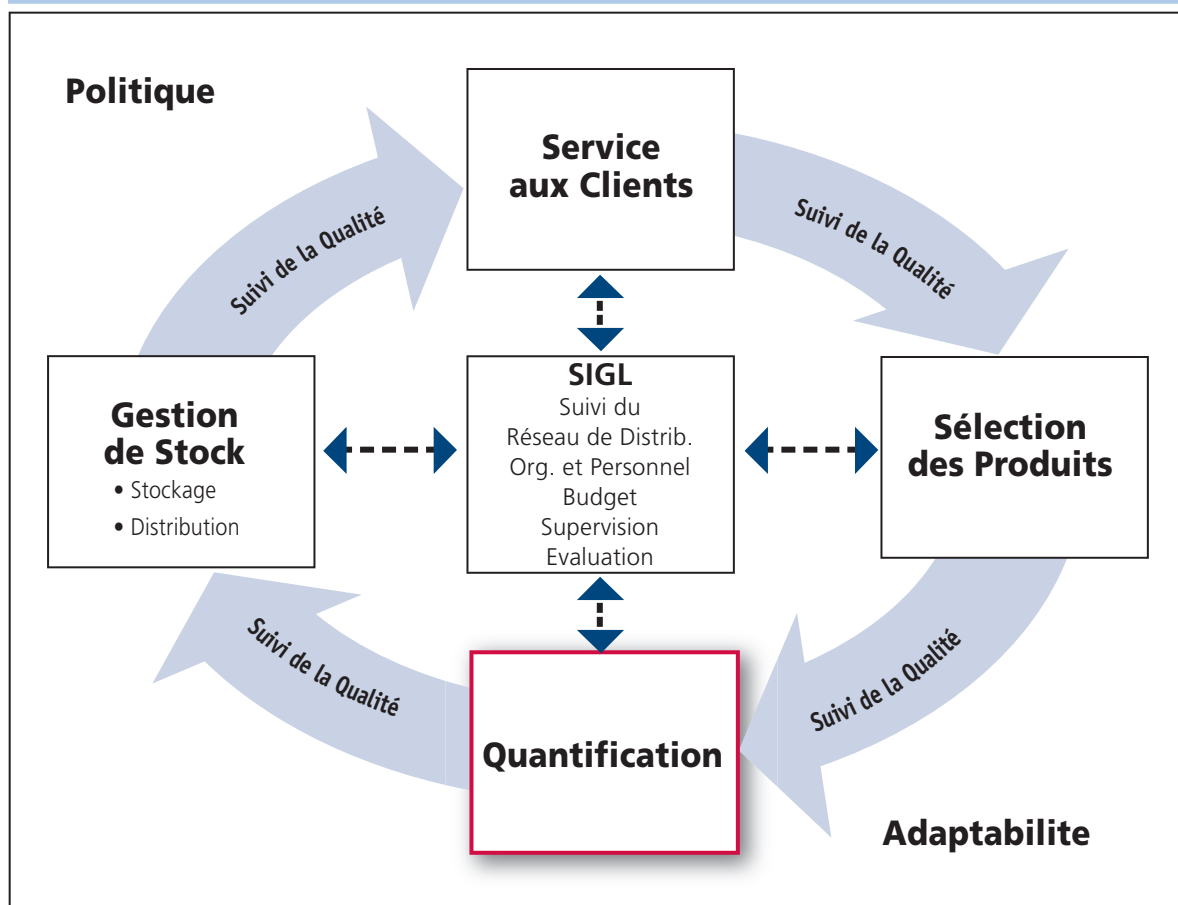 Politique
Service
aux Clients
Suivi de la Qualité
Suivi de la Qualité
Gestion
de Stock
• Stockage
• Distribution
SIGL
Suivi du
Réseau de Distrib.
Org. et Personnel
Budget
Supervision
Evaluation
Sélection
des Produits
Suivi de la Qualité
Suivi de la Qualité
Quantification
Adaptabilite